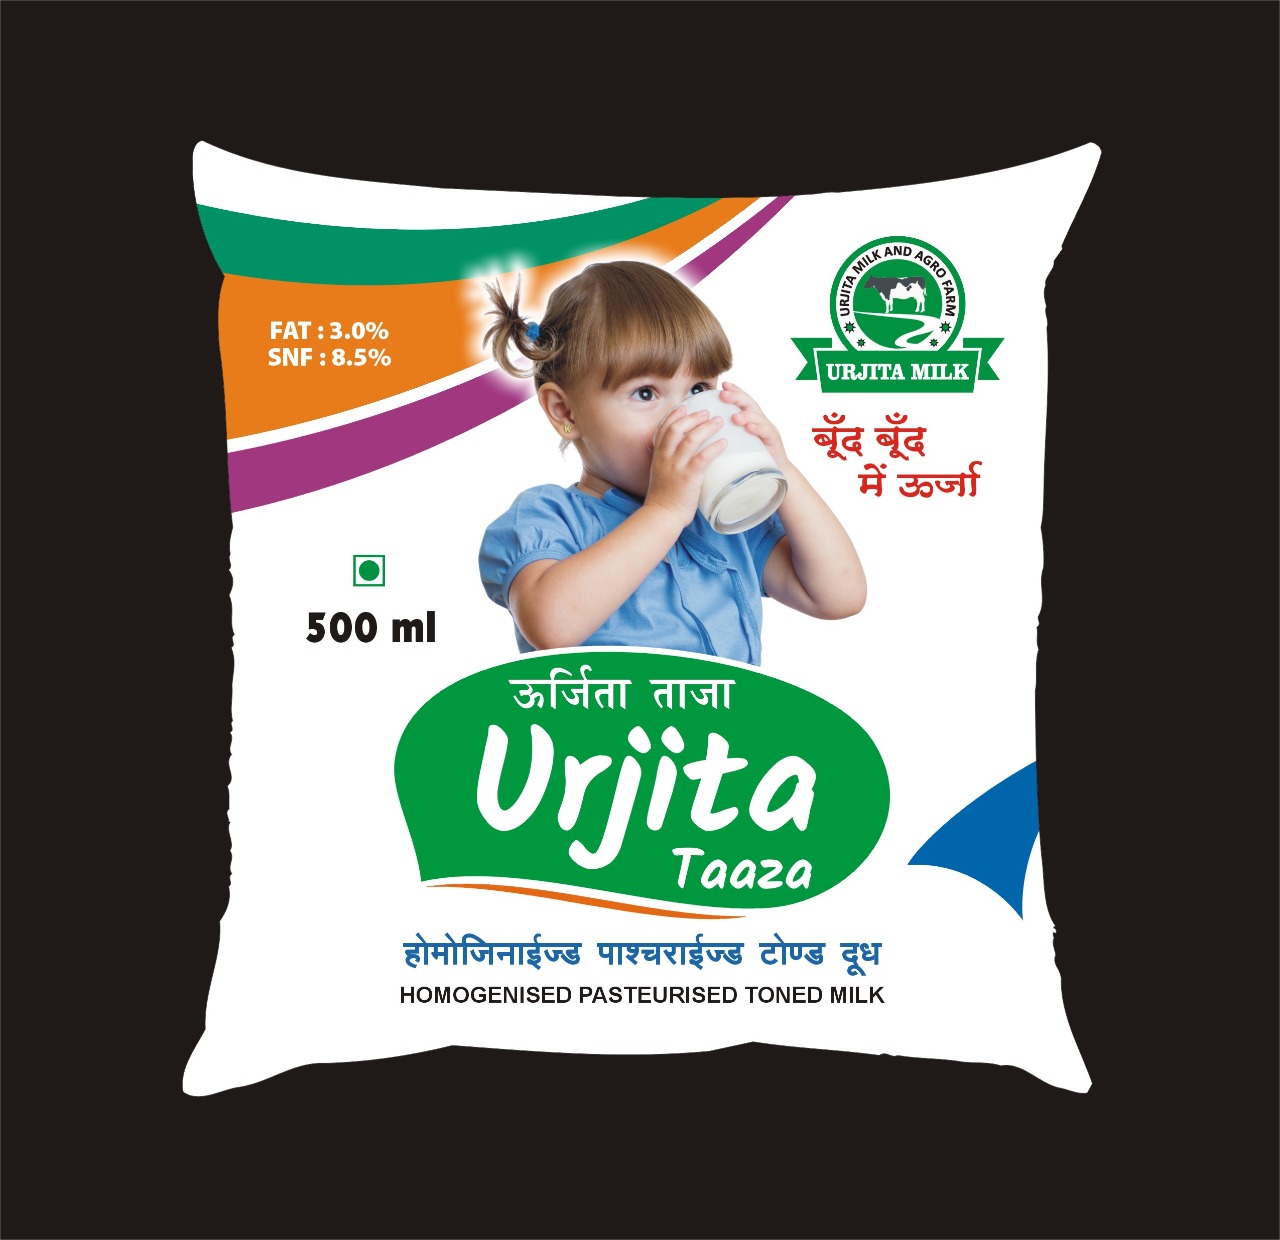 URJITA MILK AND AGRO FARM
URJITA MILK
FAT : 3.0%
SNF : 8.5%
बूँद बूँद
में ऊर्जा
500 ml
ऊर्जिता ताजा
Urjita
Taaza
होमोजिनाईज्ड पाश्चराईज्ड टोण्ड दूध
HOMOGENISED PASTEURISED TONED MILK